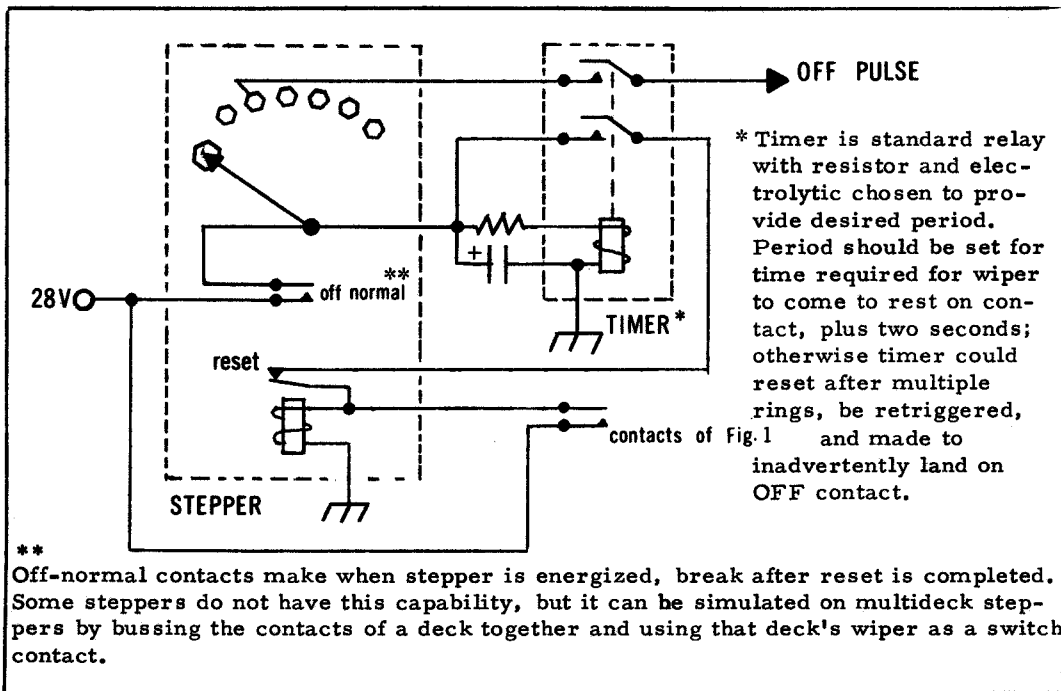 OFF PULSE
* Timer is standard relay
with resistor and elec-
trolytic chosen to pro-
vide desired period.
Period should be set for
time required for wiper
to come to rest on con-
tact, plus two seconds;
otherwise timer could
reset after multiple
rings, be retriggered,
and made to
inadvertently land on
OFF contact.
+
**
off normal
28V
TIMER*
reset
contacts of Fig. 1
STEPPER
**
Off-normal contacts make when stepper is energized, break after reset is completed.
Some steppers do not have this capability, but it can be simulated on multideck step-
pers by bussing the contacts of a deck together and using that deck's wiper as a switch
contact.